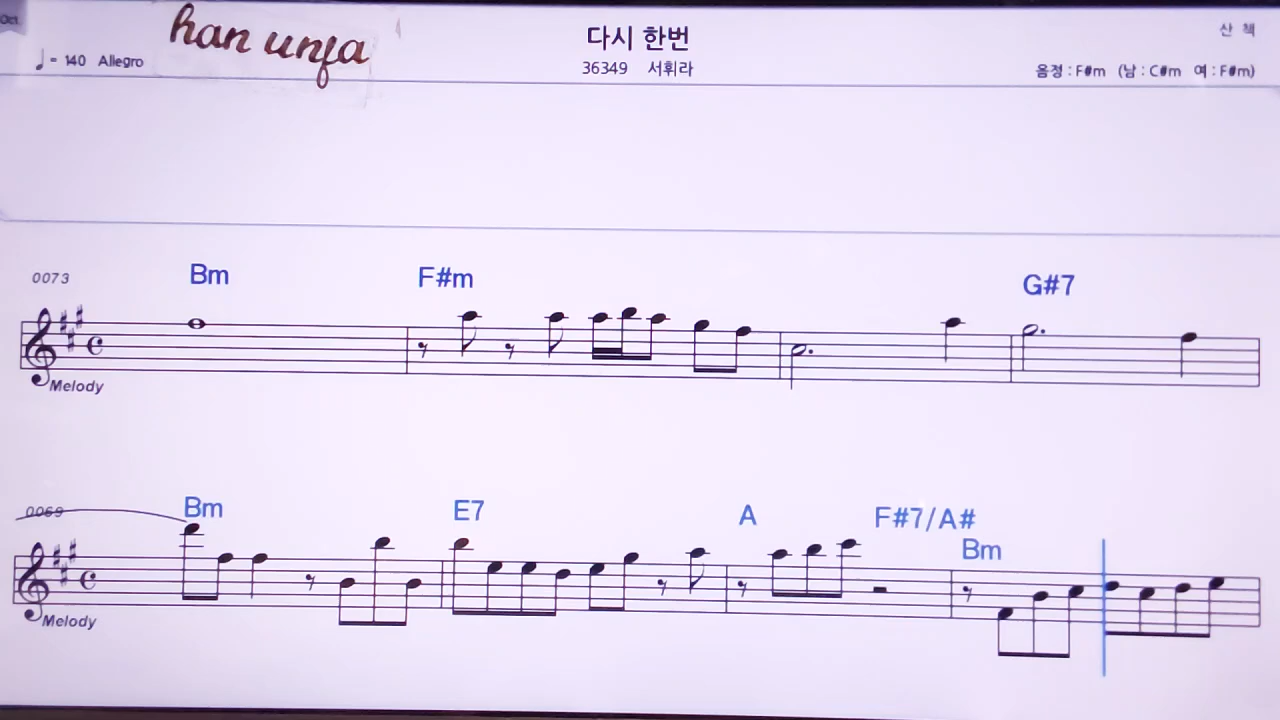 Oct.
han unja
다시 한번
산 책
♩ = 140 Allegro
36349 서휘라
음정 : F#m (남 : C#m 여 : F#m)
0073 Bm F#m G#7
Melody
0069 Bm E7 A F#7/A#
Bm
Melody